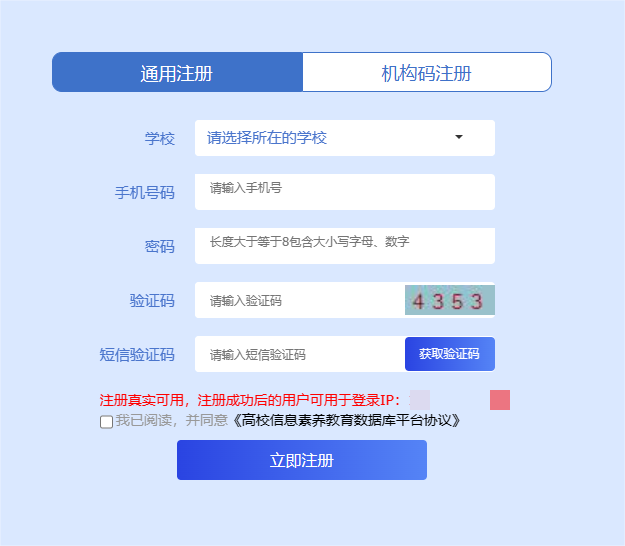 通用注册 机构码注册
学校 请选择所在的学校
手机号码 请输入手机号
密码 长度大于等于8包含大小写字母、数字
验证码 请输入验证码 4353
短信验证码 请输入短信验证码 获取验证码
注册真实可用，注册成功后的用户可用于登录IP：
我已阅读，并同意《高校信息素养教育数据库平台协议》
立即注册